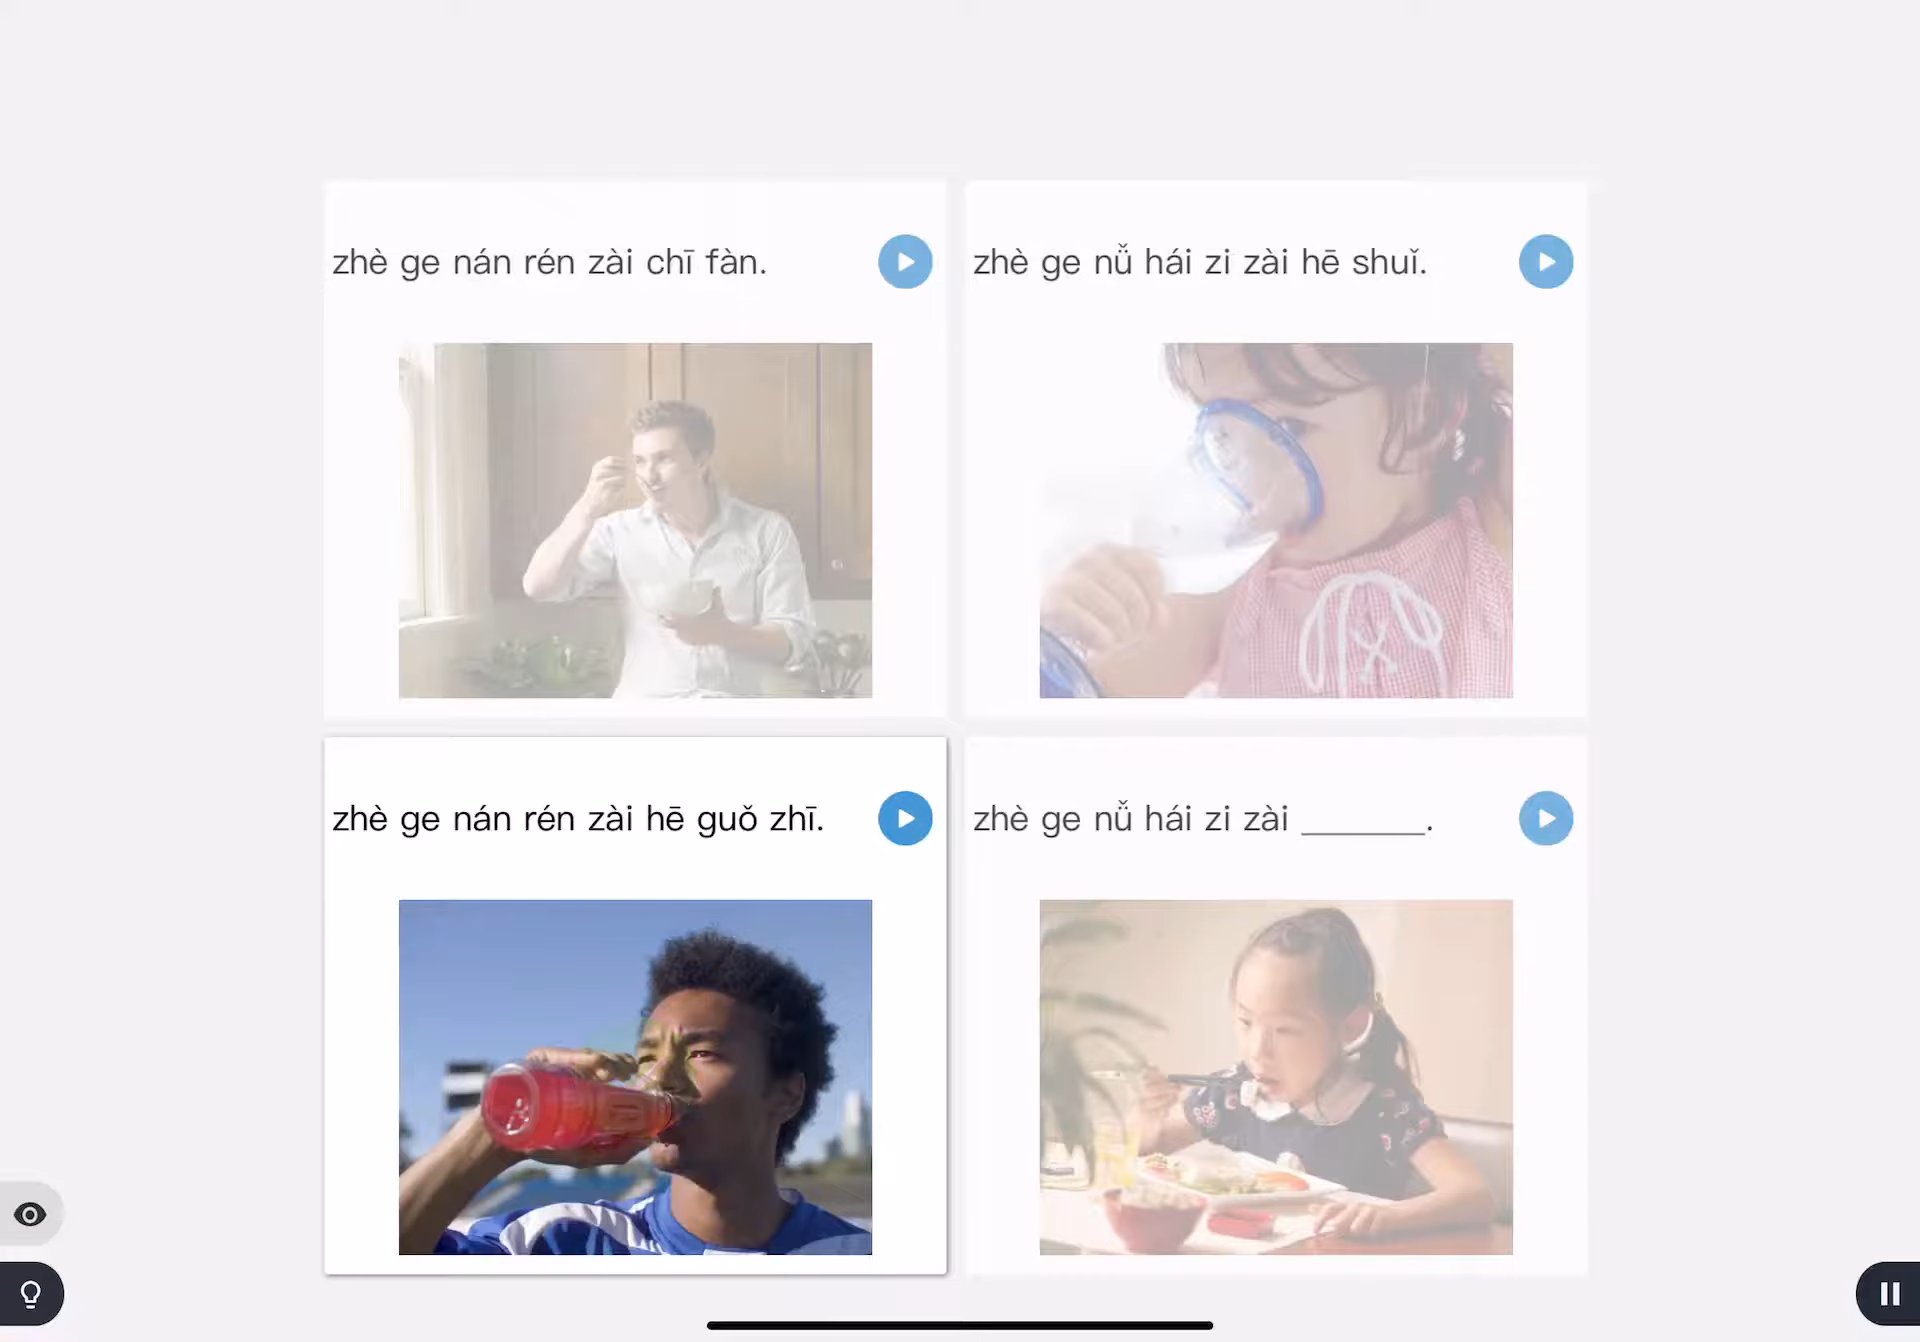 zhè ge nán rén zài chī fàn.
zhè ge nǚ hái zi zài hē shuǐ.
zhè ge nán rén zài hē guǒ zhī.
zhè ge nǚ hái zi zài ________.